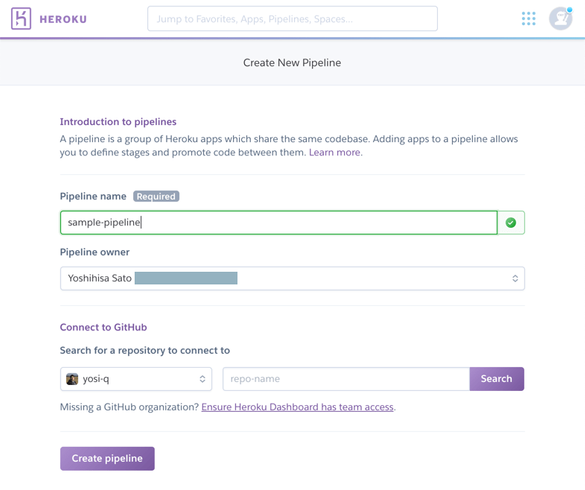 HEROKU
Jump to Favorites, Apps, Pipelines, Spaces...
Create New Pipeline
Introduction to pipelines
A pipeline is a group of Heroku apps which share the same codebase. Adding apps to a pipeline allows
you to define stages and promote code between them. Learn more.
Pipeline name Required
sample-pipeline
Pipeline owner
Yoshihisa Sato
Connect to GitHub
Search for a repository to connect to
yosi-q repo-name Search
Missing a GitHub organization? Ensure Heroku Dashboard has team access.
Create pipeline